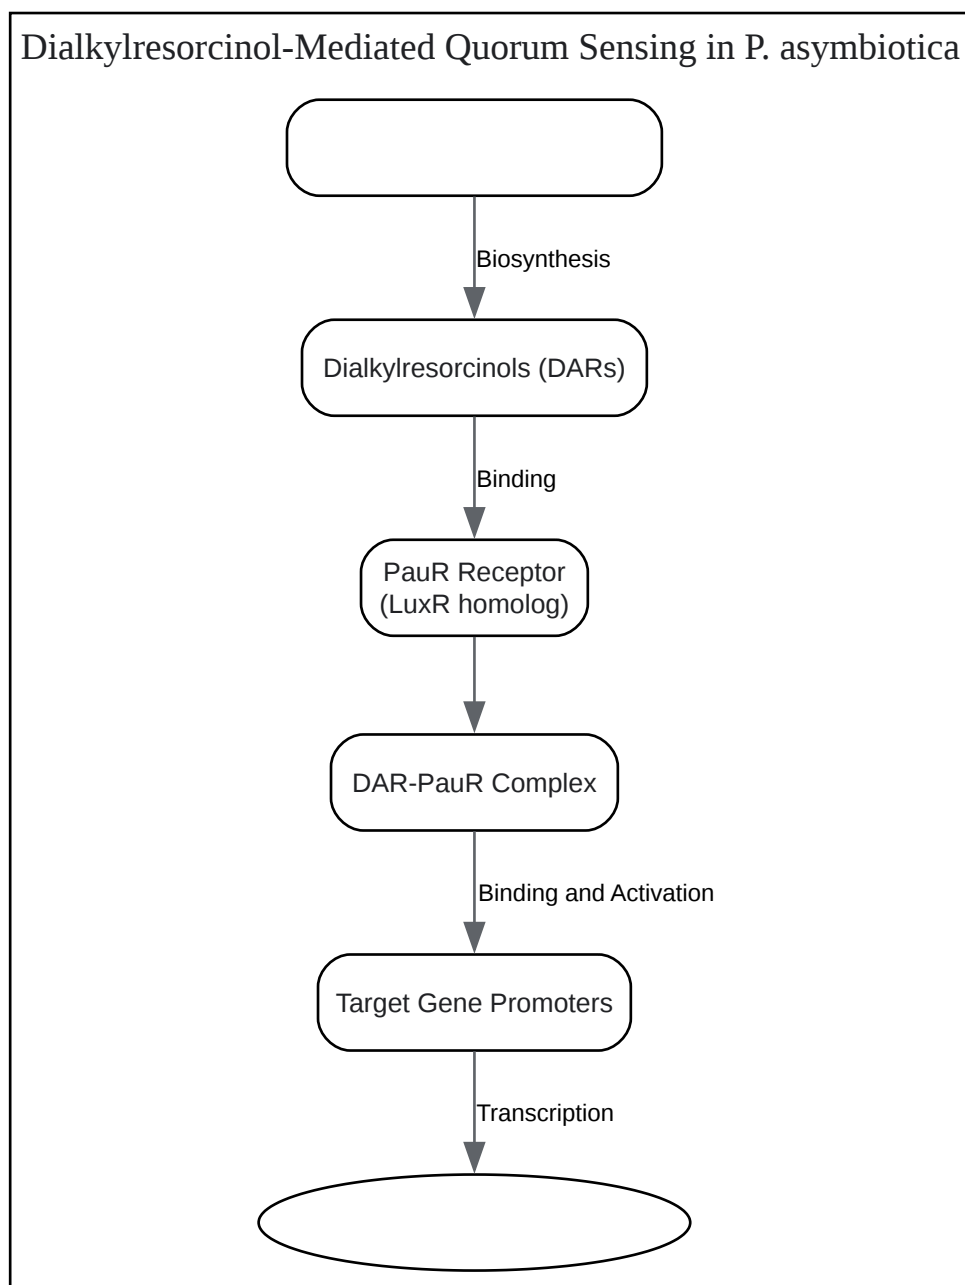 Dialkylresorcinol-Mediated Quorum Sensing in P. asymbiotica
Biosynthesis
Dialkylresorcinols (DARs)
Binding
PauR Receptor
(LuxR homolog)
DAR-PauR Complex
Binding and Activation
Target Gene Promoters
Transcription